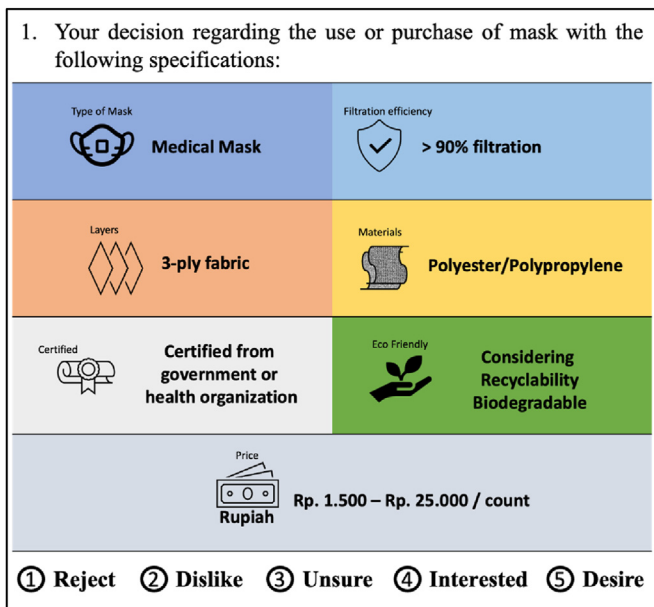 1. Your decision regarding the use or purchase of mask with the
following specifications:
Type of Mask
Medical Mask
Filtration efficiency
> 90% filtration
Layers
3-ply fabric
Materials
Polyester/Polypropylene
Certified
Certified from
government or
health organization
Eco Friendly
Considering
Recyclability
Biodegradable
Price
Rupiah
Rp. 1.500 – Rp. 25.000 / count
① Reject ② Dislike ③ Unsure ④ Interested ⑤ Desire